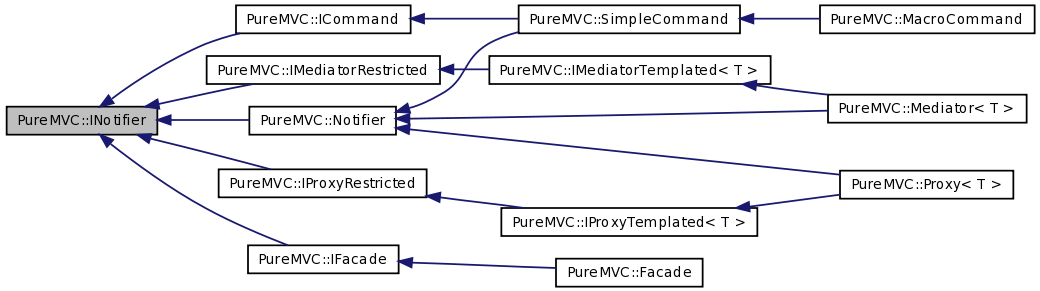 PureMVC::ICommand
PureMVC::SimpleCommand
PureMVC::MacroCommand
PureMVC::IMediatorRestricted
PureMVC::IMediatorTemplated< T >
PureMVC::Mediator< T >
PureMVC::INotifier
PureMVC::Notifier
PureMVC::IProxyRestricted
PureMVC::Proxy< T >
PureMVC::IProxyTemplated< T >
PureMVC::IFacade
PureMVC::Facade